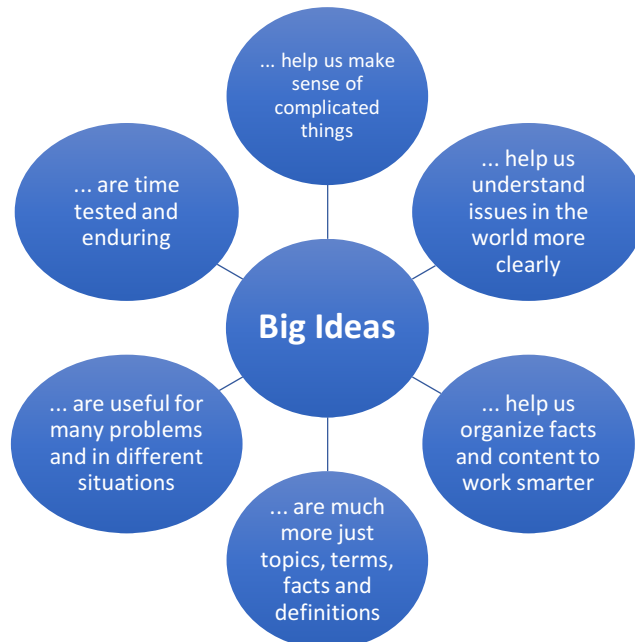 ... help us make
sense of
complicated
things
... help us
understand
issues in the
world more
clearly
... help us
organize facts
and content to
work smarter
... are much
more just
topics, terms,
facts and
definitions
... are useful for
many problems
and in different
situations
... are time
tested and
enduring
Big Ideas